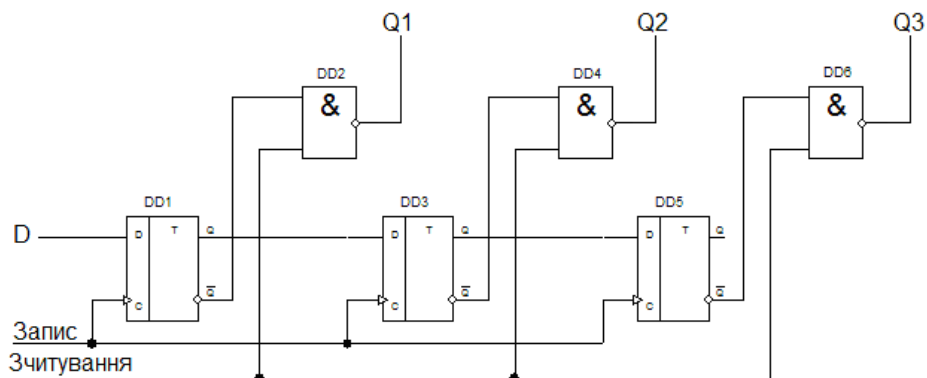 Q1 Q2 Q3
DD2 DD4 DD6
& & &
DD1 DD3 DD5
D D T Q D T Q D T Q
C Q̅ C Q̅ C Q̅
Запис
Зчитування